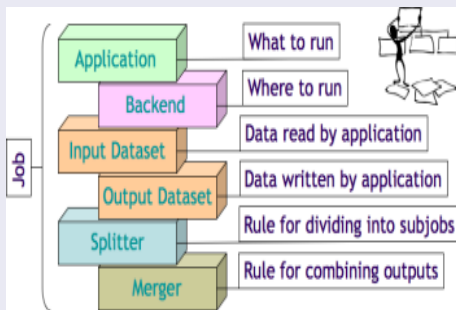 Job
Application
What to run
Backend
Where to run
Input Dataset
Data read by application
Output Dataset
Data written by application
Splitter
Rule for dividing into subjobs
Merger
Rule for combining outputs